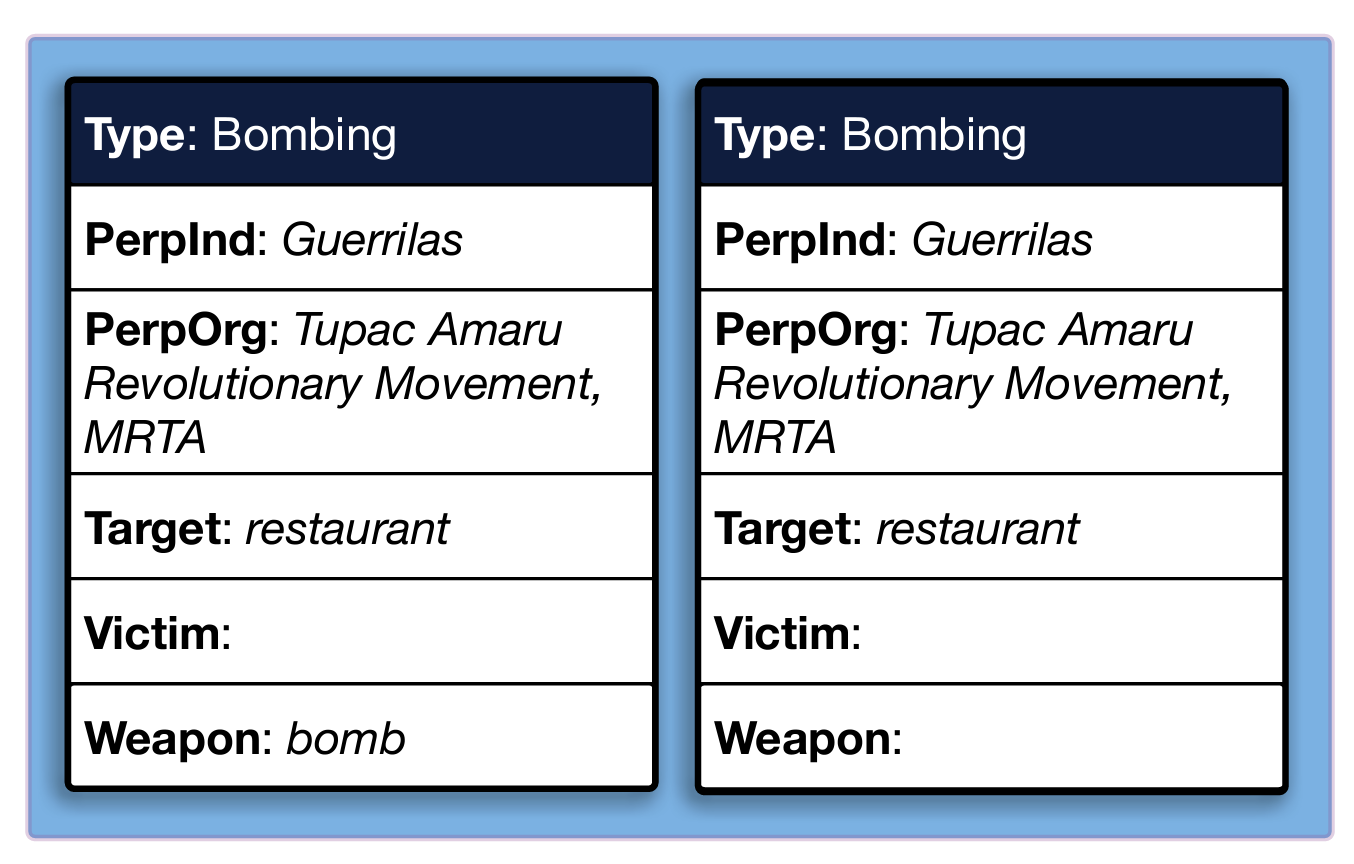 Type: Bombing
PerpInd: Guerrilas
PerpOrg: Tupac Amaru
Revolutionary Movement,
MRTA
Target: restaurant
Victim:
Weapon: bomb
Type: Bombing
PerpInd: Guerrilas
PerpOrg: Tupac Amaru
Revolutionary Movement,
MRTA
Target: restaurant
Victim:
Weapon: